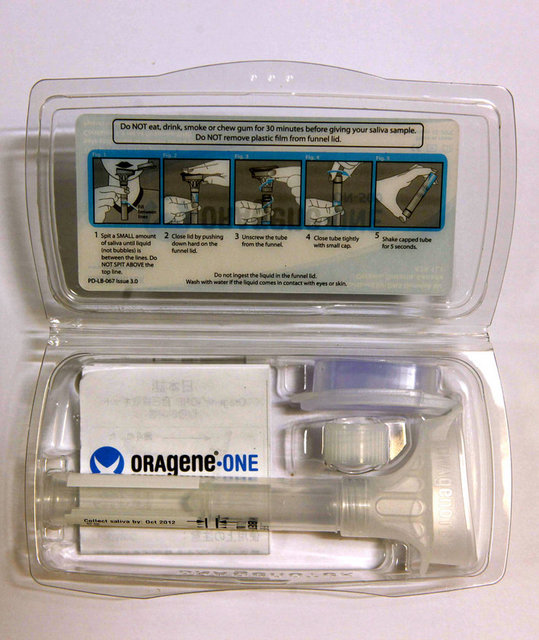 Do NOT eat, drink, smoke or chew gum for 30 minutes before giving your saliva sample.
Do NOT remove plastic film from funnel lid.
Fig. 1 Fig. 2 Fig. 3 Fig. 4 Fig. 5
Fill
between
lines
1 Spit a SMALL amount
of saliva until liquid
(not bubbles) is
between the lines. Do
NOT SPIT ABOVE the
top line.
2 Close lid by pushing
down hard on the
funnel lid.
3 Unscrew the tube
from the funnel.
4 Close tube tightly
with small cap.
5 Shake capped tube
for 5 seconds.
Do not ingest the liquid in the funnel lid.
PD-LB-067 Issue 3.0
Wash with water if the liquid comes in contact with eyes or skin.
日本語
ORAgene•ONE
Collect saliva by: Oct 2012